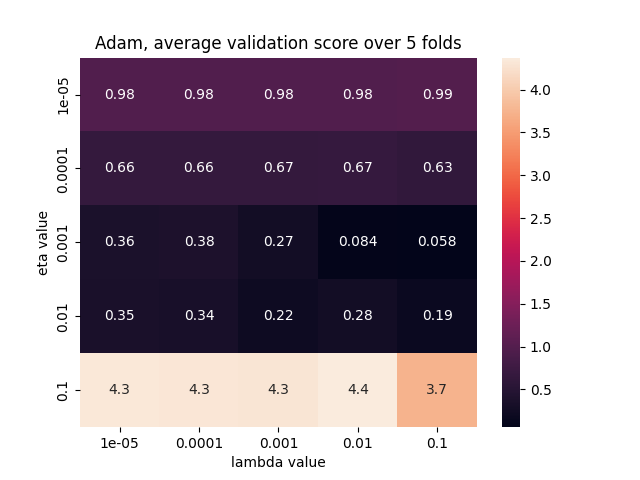 Adam, average validation score over 5 folds
eta value
1e-05 0.98 0.98 0.98 0.98 0.99
0.0001 0.66 0.66 0.67 0.67 0.63
0.001 0.36 0.38 0.27 0.084 0.058
0.01 0.35 0.34 0.22 0.28 0.19
0.1 4.3 4.3 4.3 4.4 3.7
1e-05 0.0001 0.001 0.01 0.1
lambda value
4.0
3.5
3.0
2.5
2.0
1.5
1.0
0.5